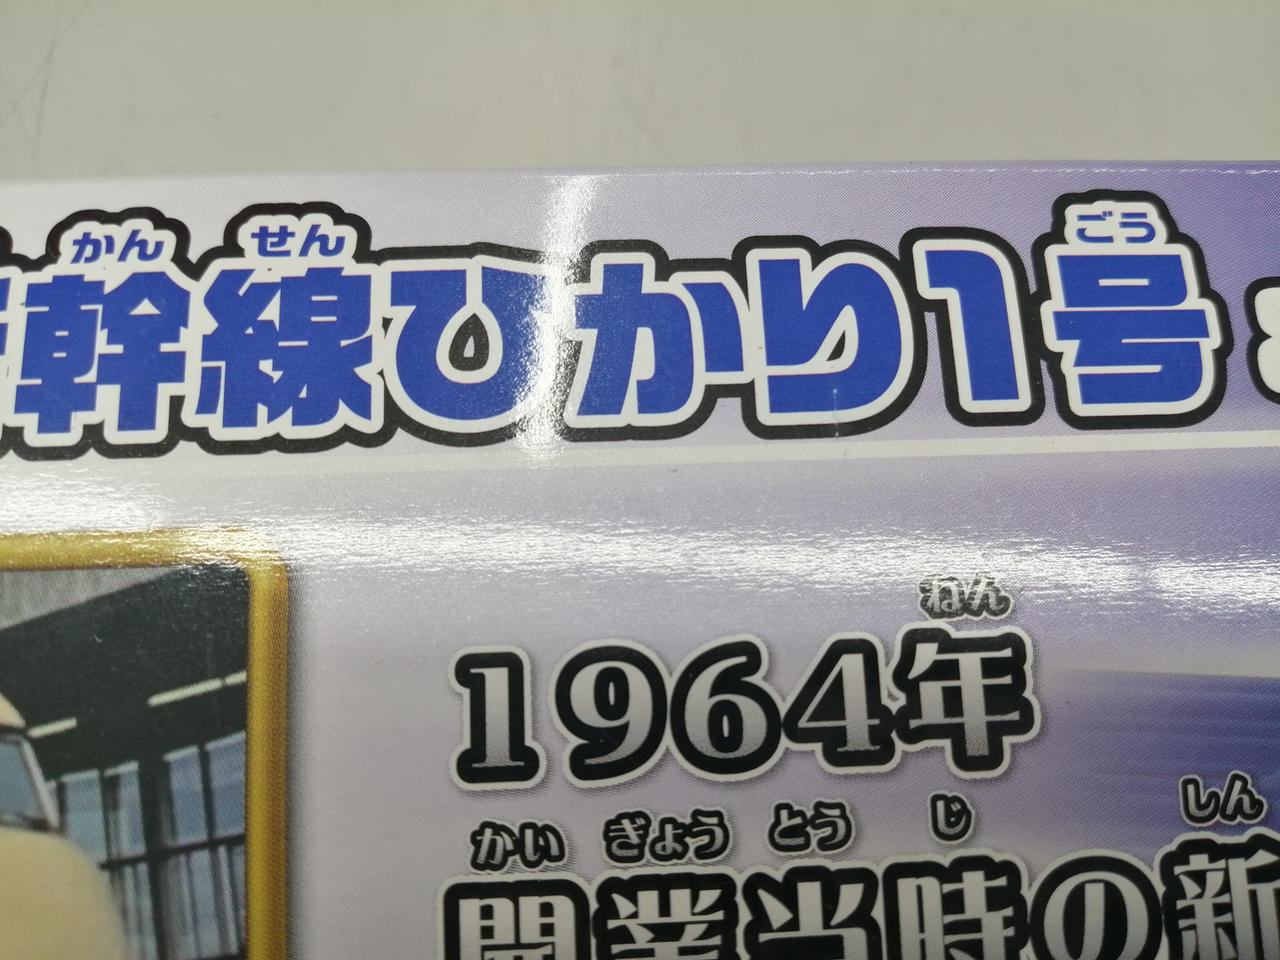 かん せん ごう
幹線ひかり1号
ねん
1964年
かい ぎょう とう じ しん
開業当時の新